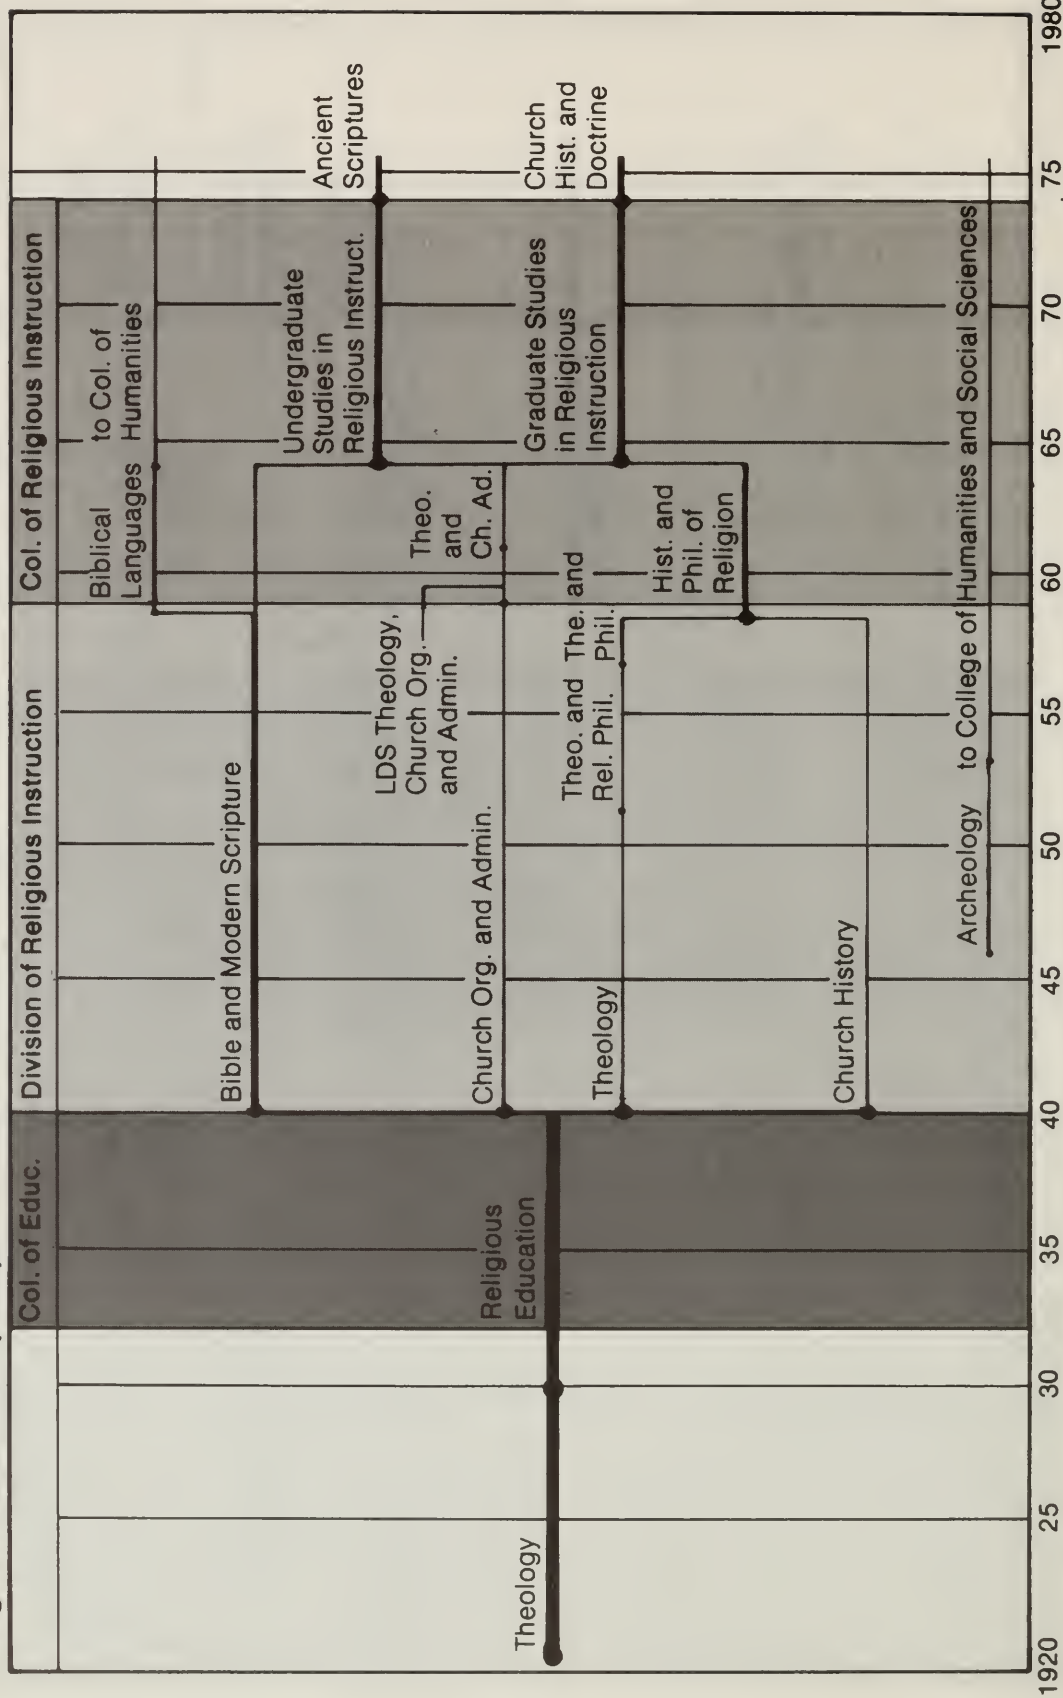 Col. of Educ.
Division of Religious Instruction
Col. of Religious Instruction
Biblical
Languages
to Col. of
Humanities
Bible and Modern Scripture
Undergraduate
Studies in
Religious Instruct.
Ancient
Scriptures
LDS Theology,
Church Org.
and Admin.
Theo.
and
Ch. Ad.
Church Org. and Admin.
Religious
Education
Theology
Graduate Studies
in Religious
Instruction
Church
Hist. and
Doctrine
Theology
Theo. and
Rel. Phil.
The. and
Phil.
Hist. and
Phil. of
Religion
Church History
Archeology
to College of Humanities and Social Sciences
1920
25
30
35
40
45
50
55
60
65
70
75
1980